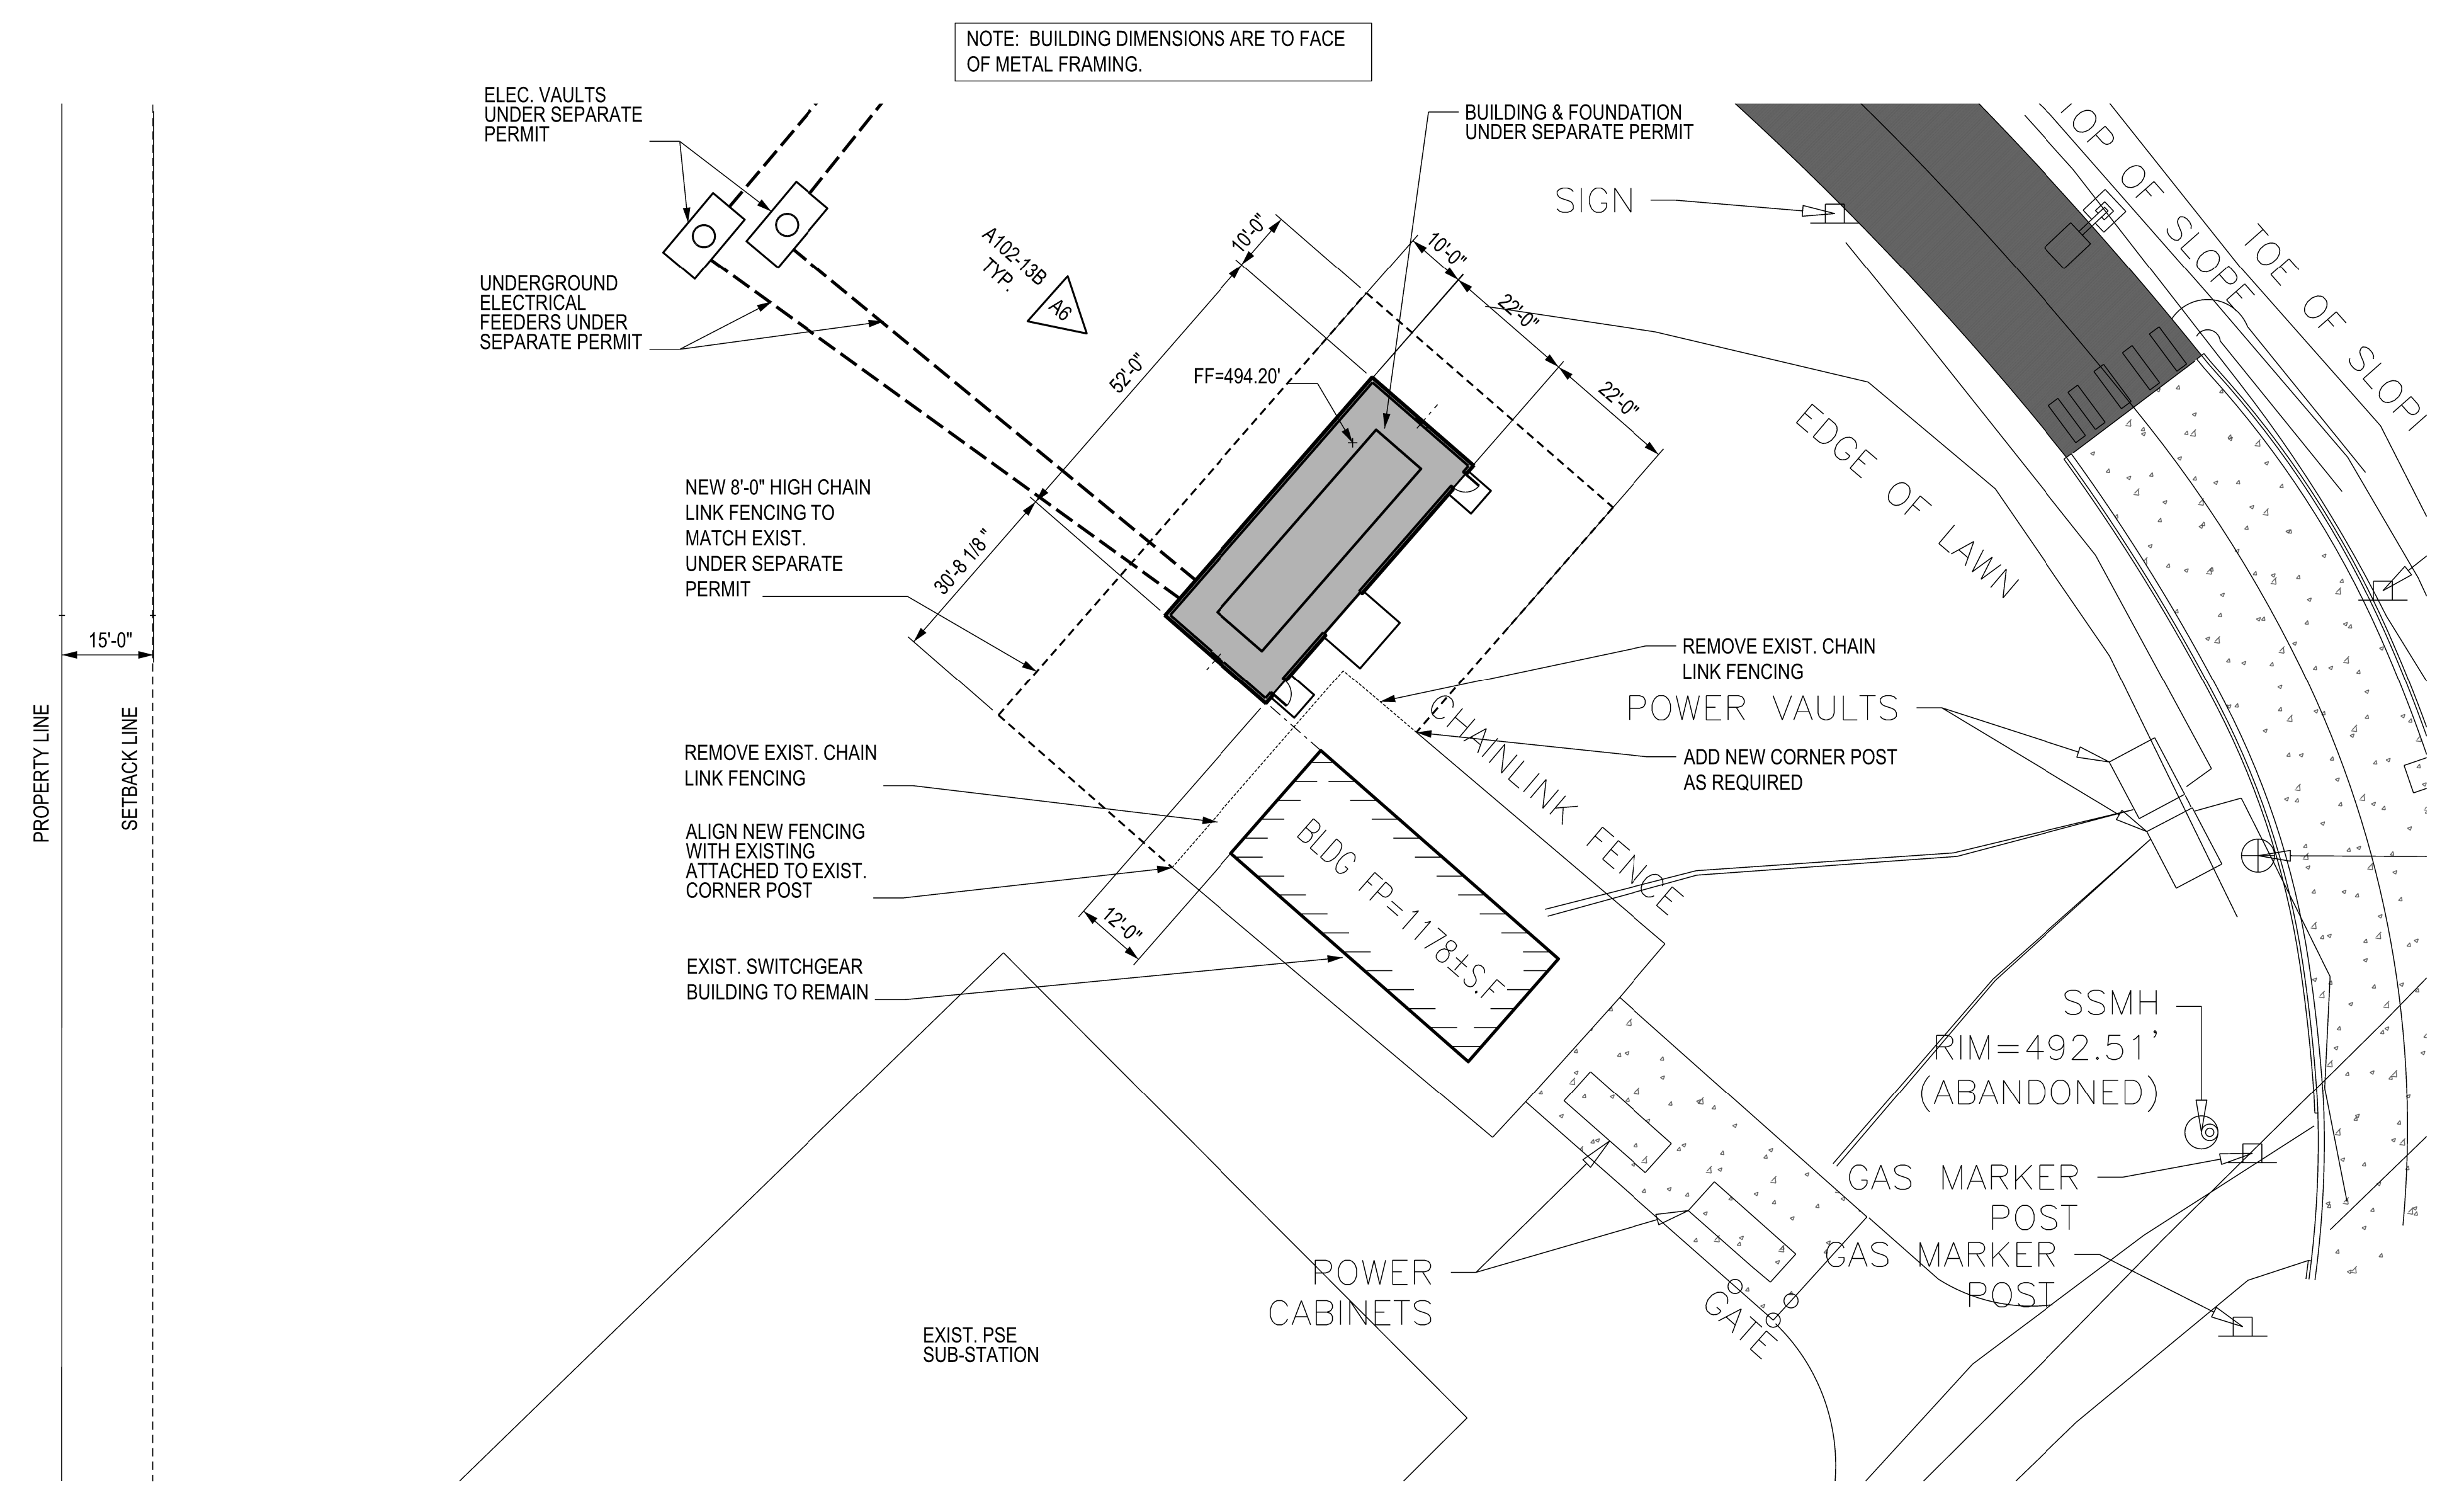 NOTE: BUILDING DIMENSIONS ARE TO FACE
OF METAL FRAMING.
ELEC. VAULTS
UNDER SEPARATE
PERMIT
BUILDING & FOUNDATION
UNDER SEPARATE PERMIT
SIGN
TOP OF SLOPE
TOE OF SLOP
A102-13B
TYP.
A6
10'-0"
10'-0"
22'-0"
22'-0"
52'-0"
30'-8 1/8 "
UNDERGROUND
ELECTRICAL
FEEDERS UNDER
SEPARATE PERMIT
FF=494.20'
EDGE OF LAWN
NEW 8'-0" HIGH CHAIN
LINK FENCING TO
MATCH EXIST.
UNDER SEPARATE
PERMIT
15'-0"
PROPERTY LINE
SETBACK LINE
REMOVE EXIST. CHAIN
LINK FENCING
POWER VAULTS
CHAINLINK FENCE
ADD NEW CORNER POST
AS REQUIRED
REMOVE EXIST. CHAIN
LINK FENCING
ALIGN NEW FENCING
WITH EXISTING
ATTACHED TO EXIST.
CORNER POST
12'-0"
BLDG FP=1178±S.F
EXIST. SWITCHGEAR
BUILDING TO REMAIN
SSMH
RIM=492.51'
(ABANDONED)
GAS MARKER
POST
GAS MARKER
POST
POWER
CABINETS
GATE
EXIST. PSE
SUB-STATION